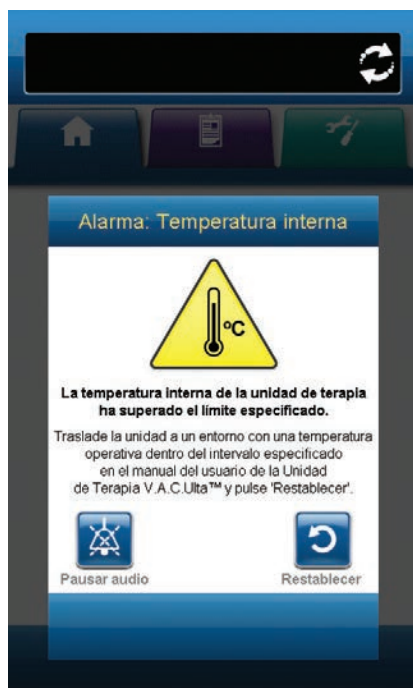 Alarma: Temperatura interna
ºC
La temperatura interna de la unidad de terapia
ha superado el límite especificado.
Traslade la unidad a un entorno con una temperatura
operativa dentro del intervalo especificado
en el manual del usuario de la Unidad
de Terapia V.A.C.Ulta™ y pulse 'Restablecer'.
Pausar audio
Restablecer